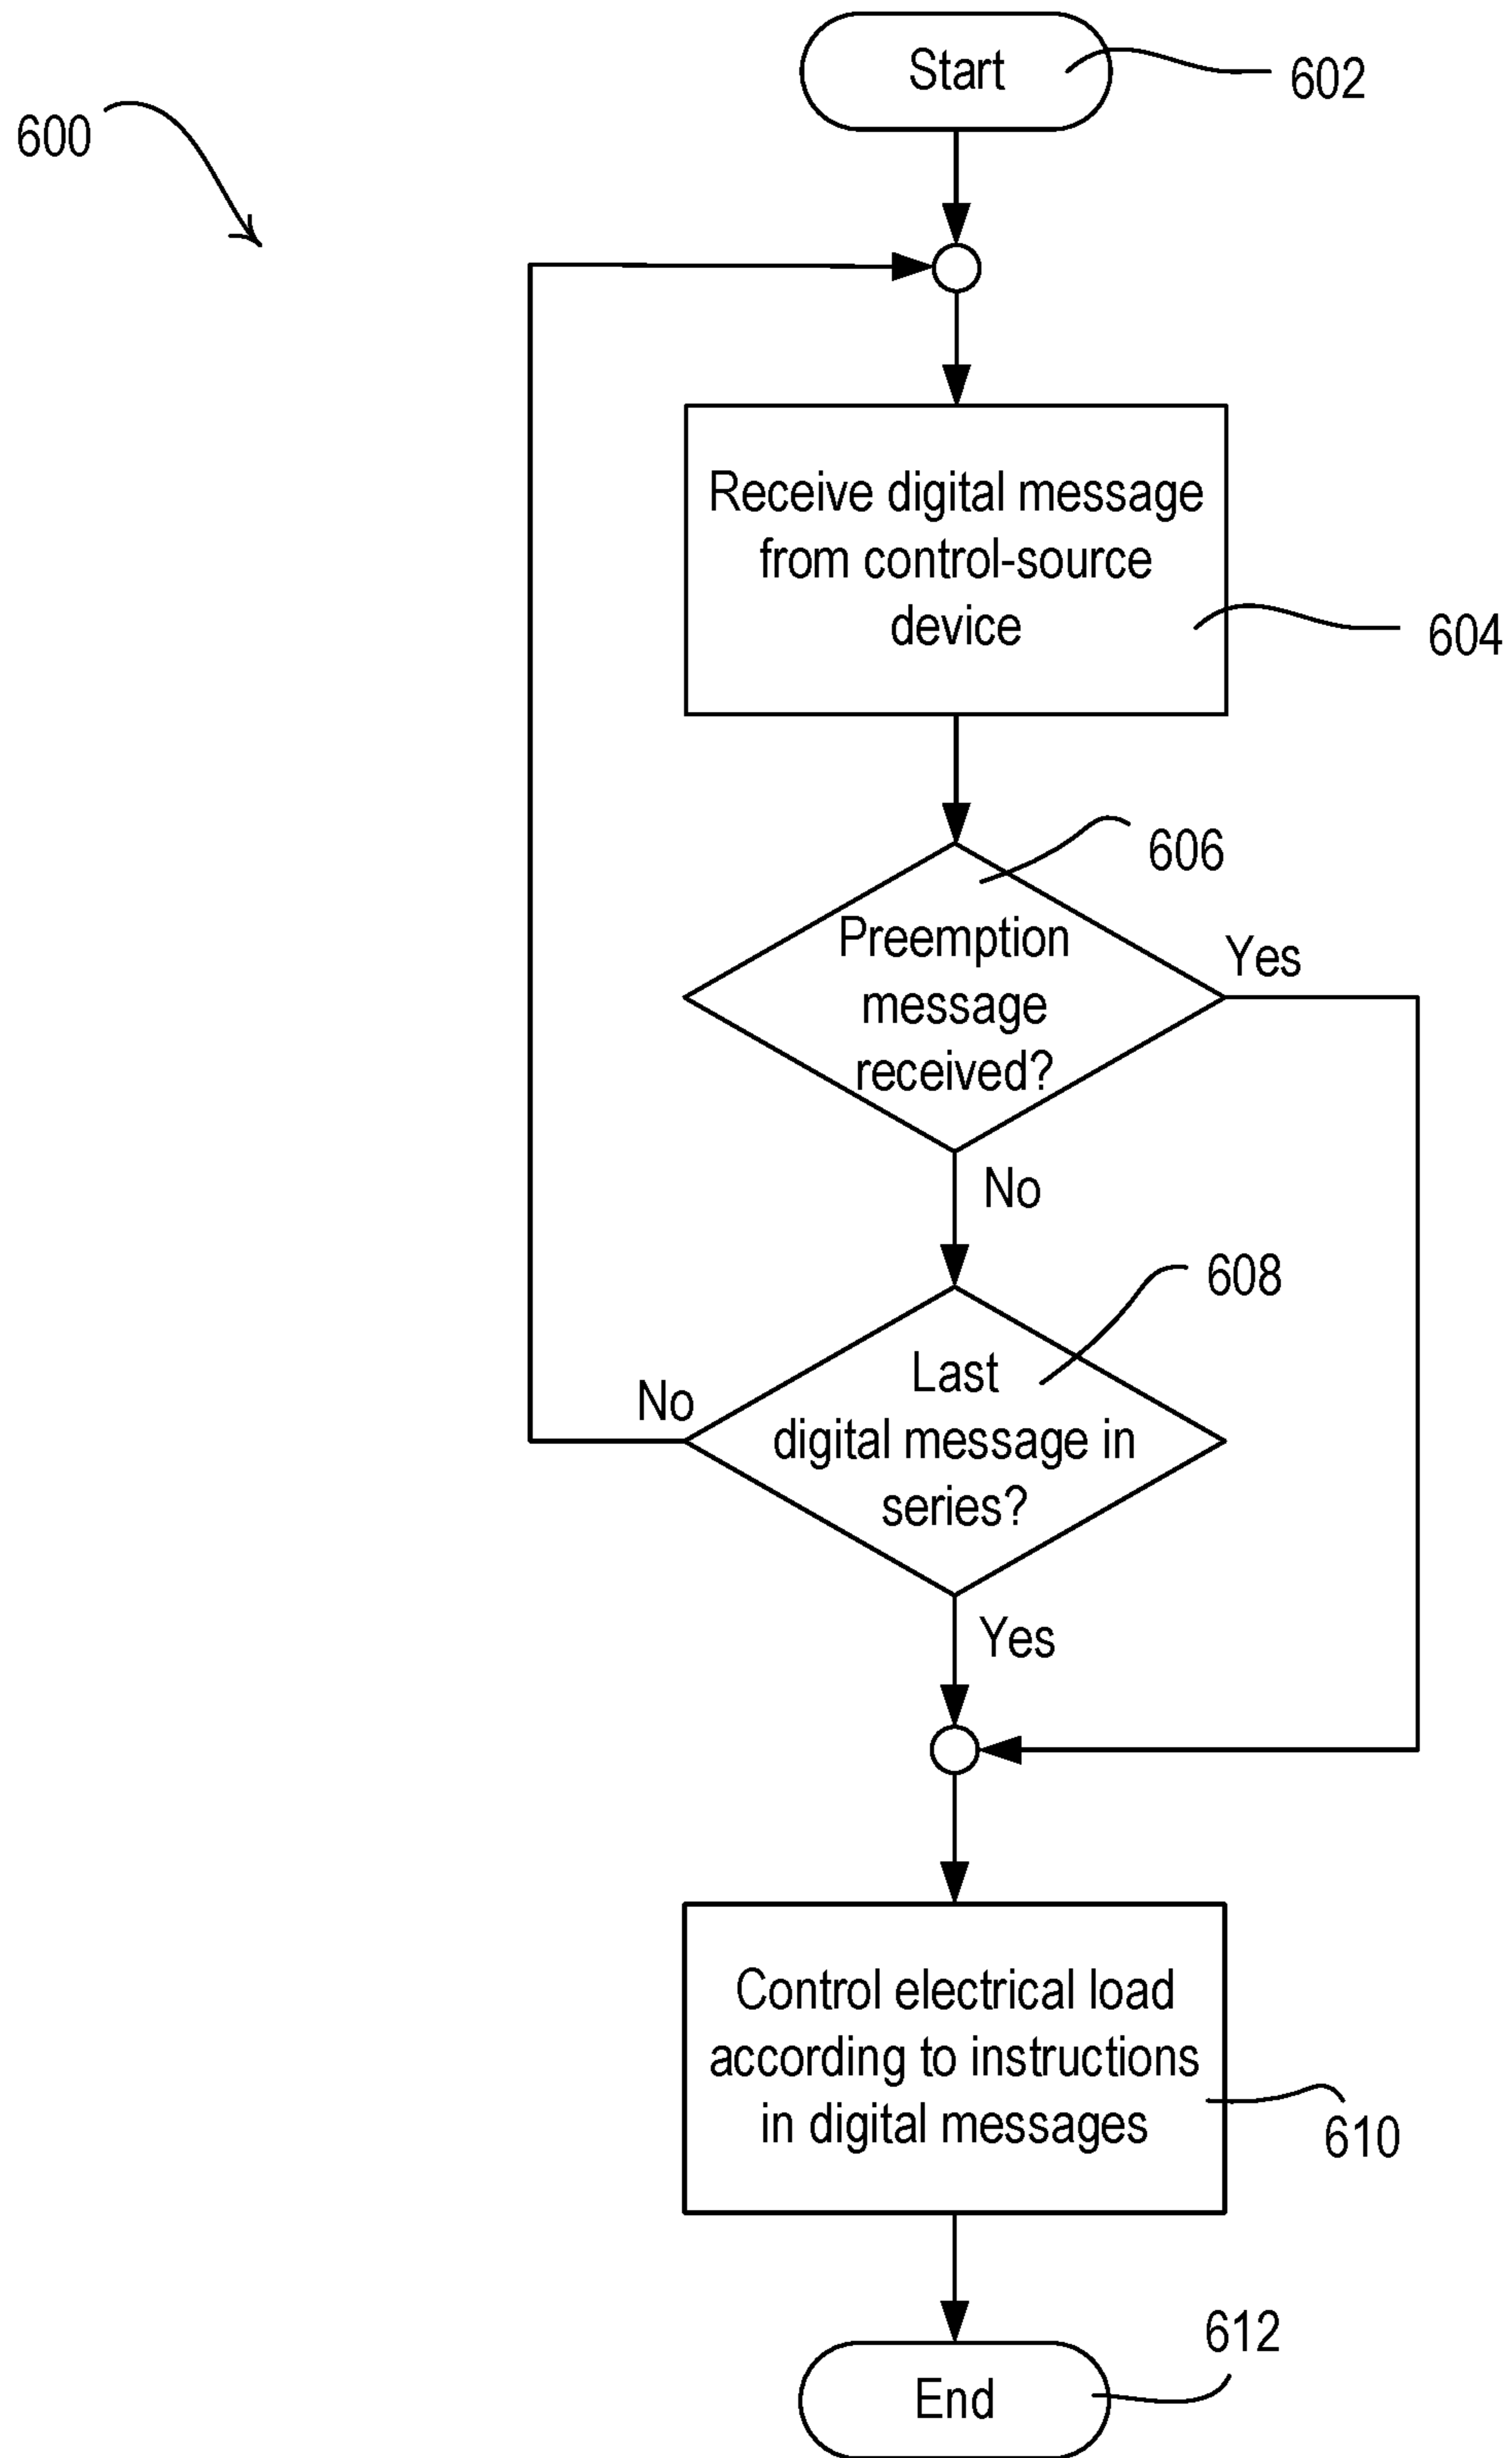 Start
602
600
Receive digital message
from control-source
device
604
606
Preemption
message
received?
Yes
No
608
Last
digital message in
series?
No
Yes
Control electrical load
according to instructions
in digital messages
610
612
End